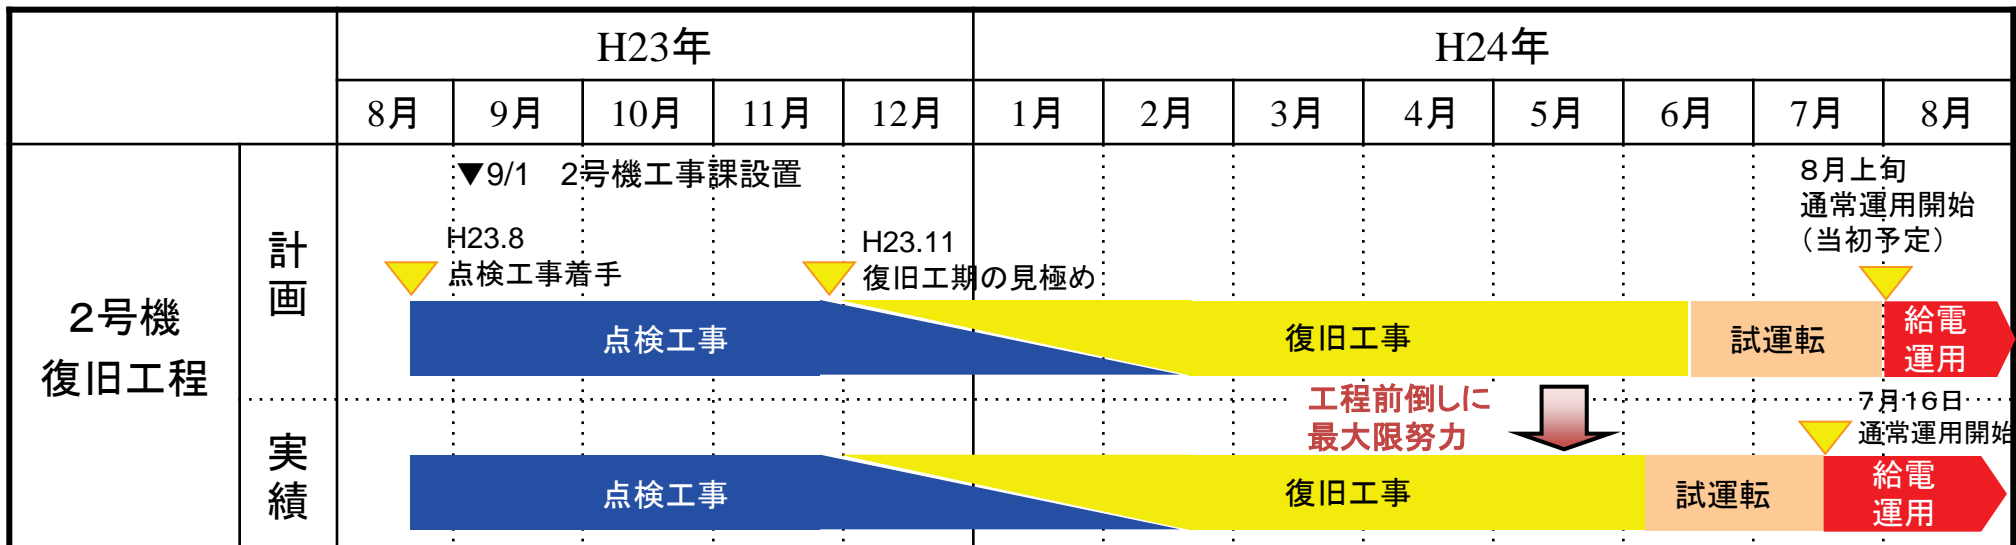 H23年
H24年
8月
9月
10月
11月
12月
1月
2月
3月
4月
5月
6月
7月
8月
2号機
復旧工程
計画
▼9/1 2号機工事課設置
H23.8
点検工事着手
H23.11
復旧工期の見極め
8月上旬
通常運用開始
(当初予定)
点検工事
復旧工事
試運転
給電
運用
工程前倒しに
最大限努力
実績
7月16日
通常運用開始
点検工事
復旧工事
試運転
給電
運用